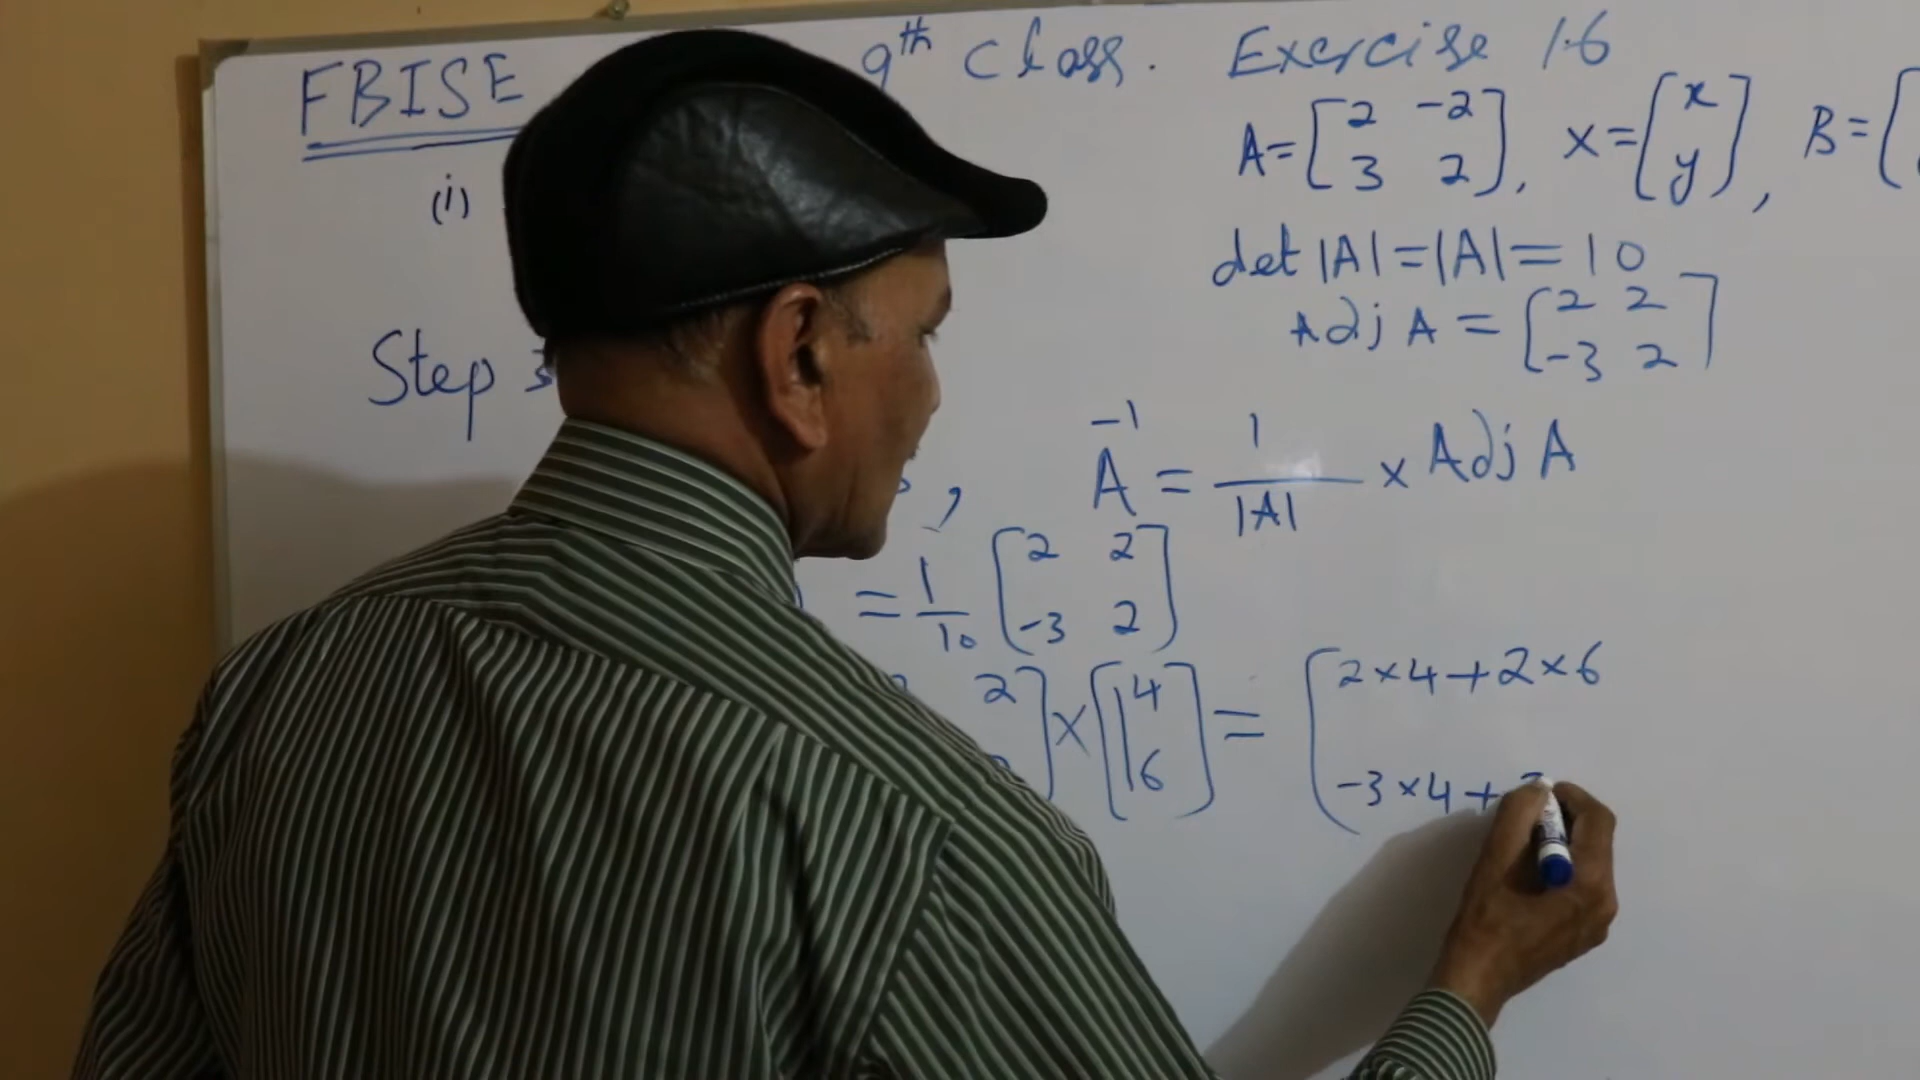 FBISE 9th Class. Exercise 1.6
(i) A = [2 -2
3 2], X = [x
y], B = [
det |A| = |A| = 10
Adj A = [2 2
-3 2]
Step 3
, A^-1 = 1/|A| × Adj A
= 1/10 [2 2
-3 2]
2] × [4
6] = [2×4+2×6
-3×4+